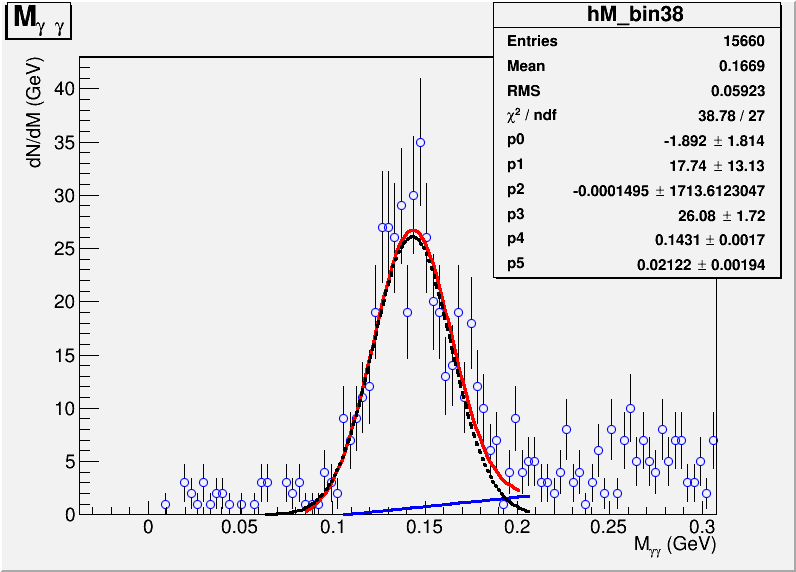 Mγ γ
hM_bin38
Entries 15660
Mean 0.1669
RMS 0.05923
χ² / ndf 38.78 / 27
p0 -1.892 ± 1.814
p1 17.74 ± 13.13
p2 -0.0001495 ± 1713.6123047
p3 26.08 ± 1.72
p4 0.1431 ± 0.0017
p5 0.02122 ± 0.00194
dN/dM (GeV)
40
35
30
25
20
15
10
5
0
0 0.05 0.1 0.15 0.2 0.25 0.3
Mγγ (GeV)